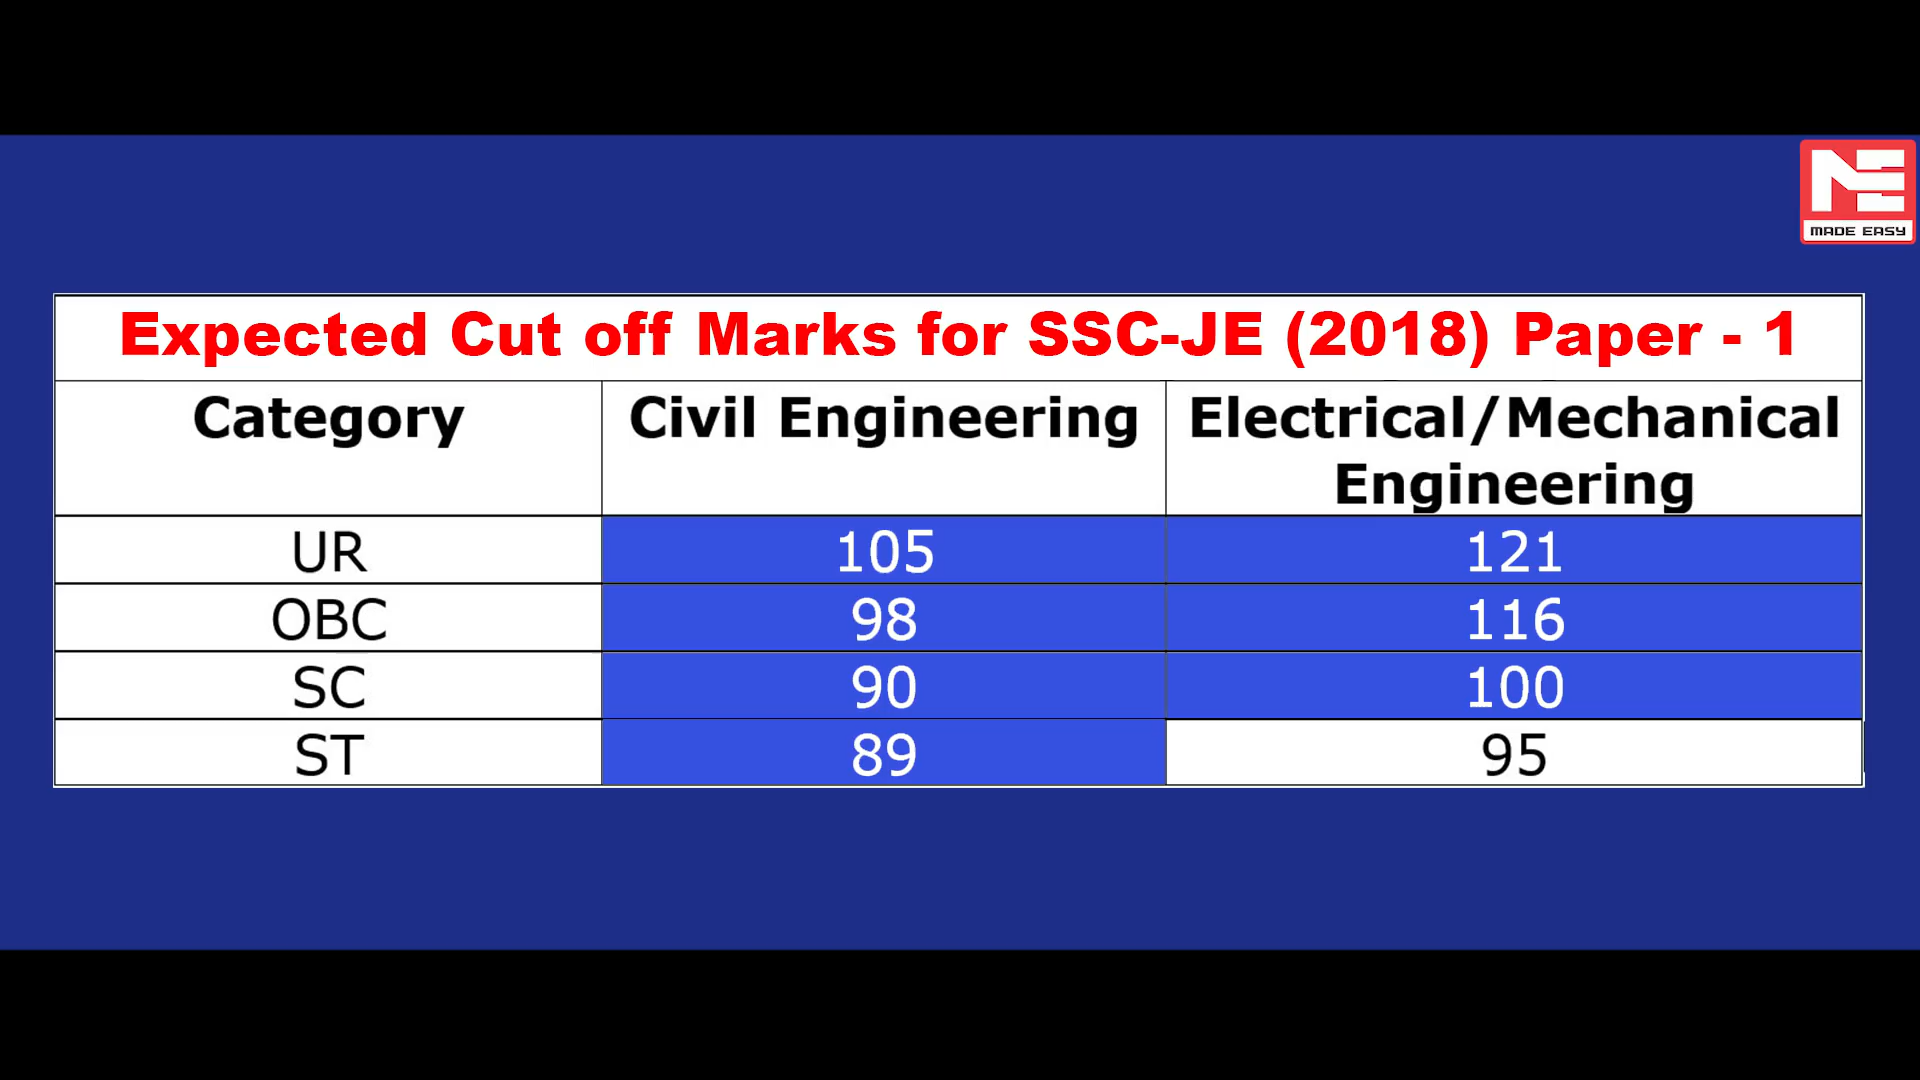 MADE EASY
Expected Cut off Marks for SSC-JE (2018) Paper - 1
Category Civil Engineering Electrical/Mechanical Engineering
UR 105 121
OBC 98 116
SC 90 100
ST 89 95